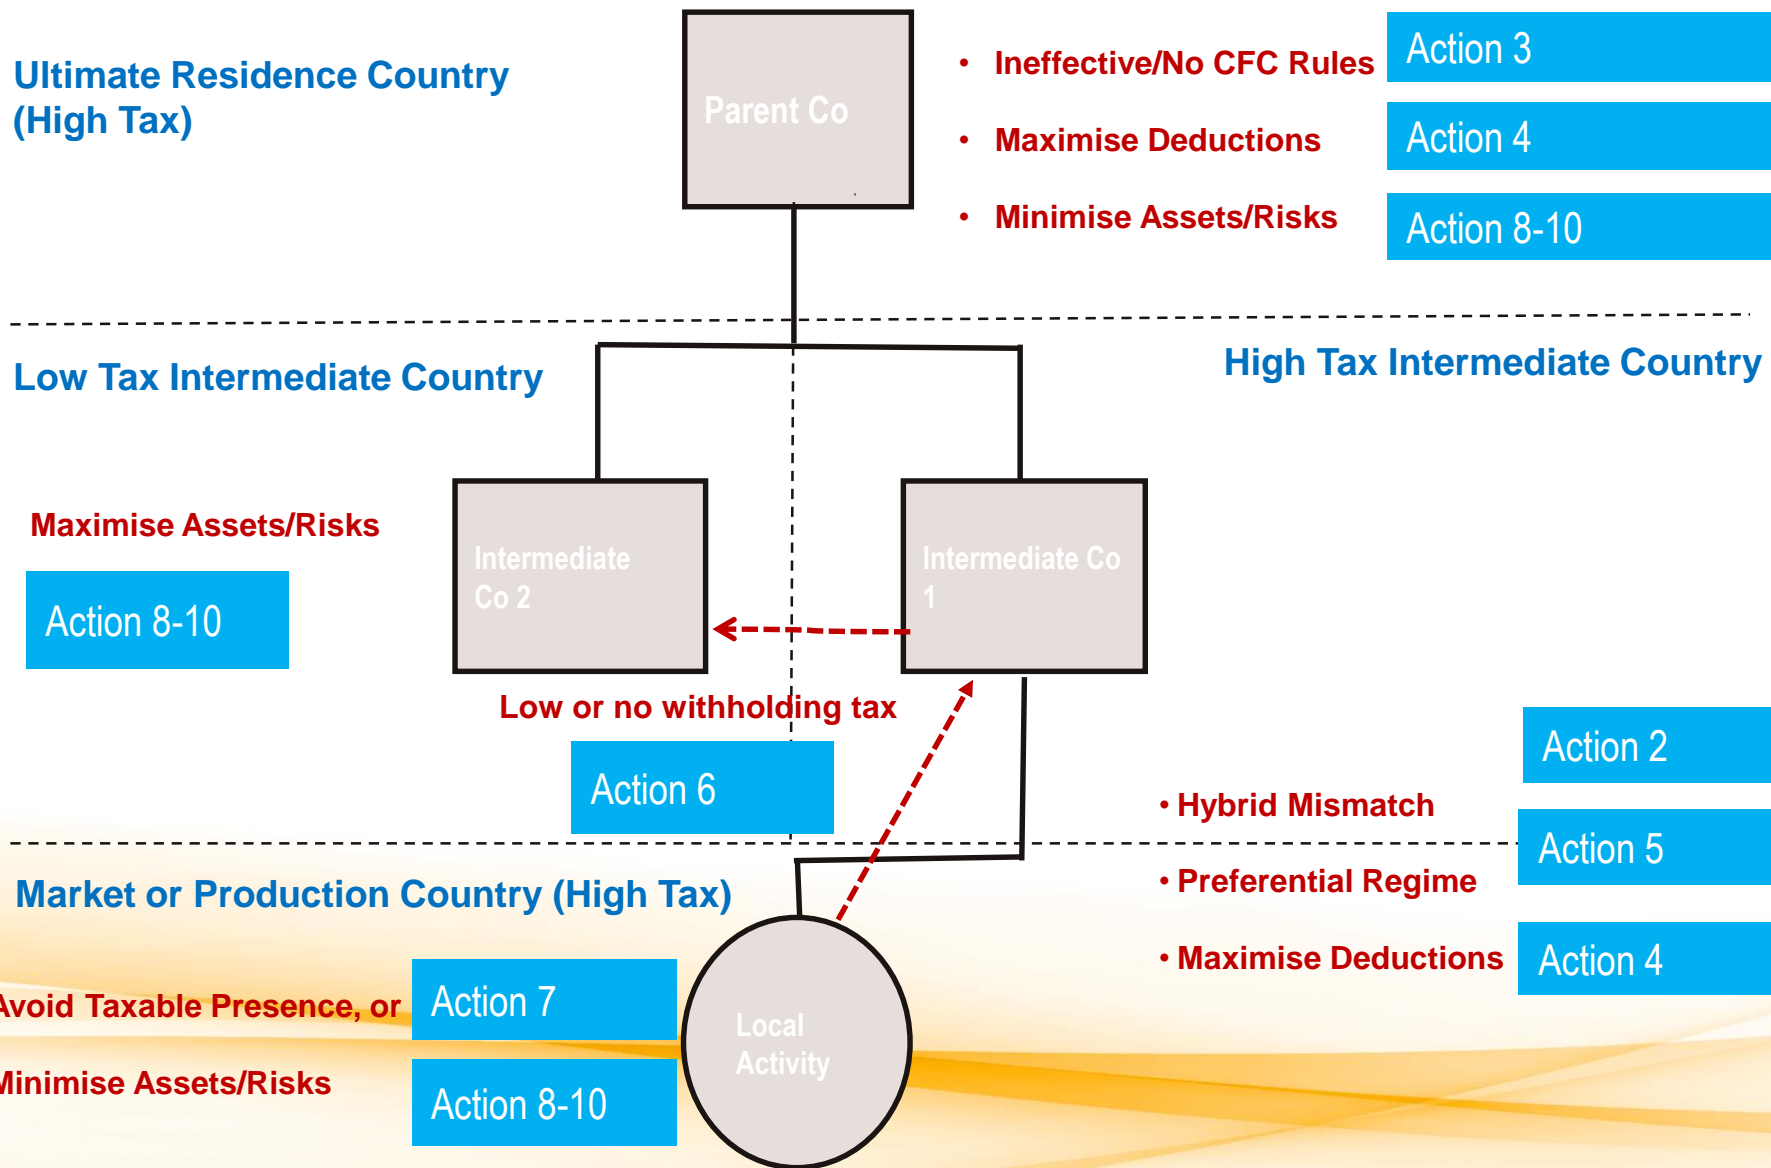 Ultimate Residence Country
(High Tax)
Parent Co
• Ineffective/No CFC Rules
Action 3
• Maximise Deductions
Action 4
• Minimise Assets/Risks
Action 8-10
Low Tax Intermediate Country
High Tax Intermediate Country
Maximise Assets/Risks
Action 8-10
Intermediate
Co 2
Intermediate Co
1
Low or no withholding tax
Action 6
Action 2
• Hybrid Mismatch
Action 5
• Preferential Regime
• Maximise Deductions
Action 4
Market or Production Country (High Tax)
Avoid Taxable Presence, or
Action 7
Minimise Assets/Risks
Action 8-10
Local
Activity